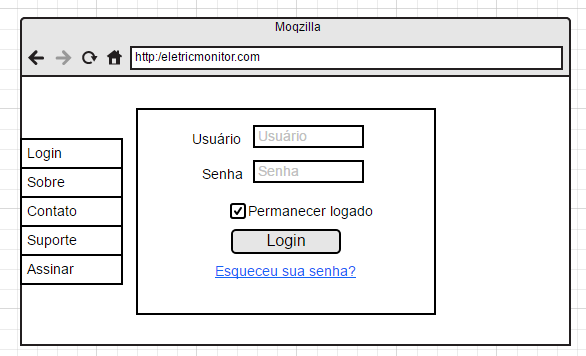 Moqzilla
http:/eletricmonitor.com
Login
Sobre
Contato
Suporte
Assinar
Usuário Usuário
Senha Senha
Permanecer logado
Login
Esqueceu sua senha?